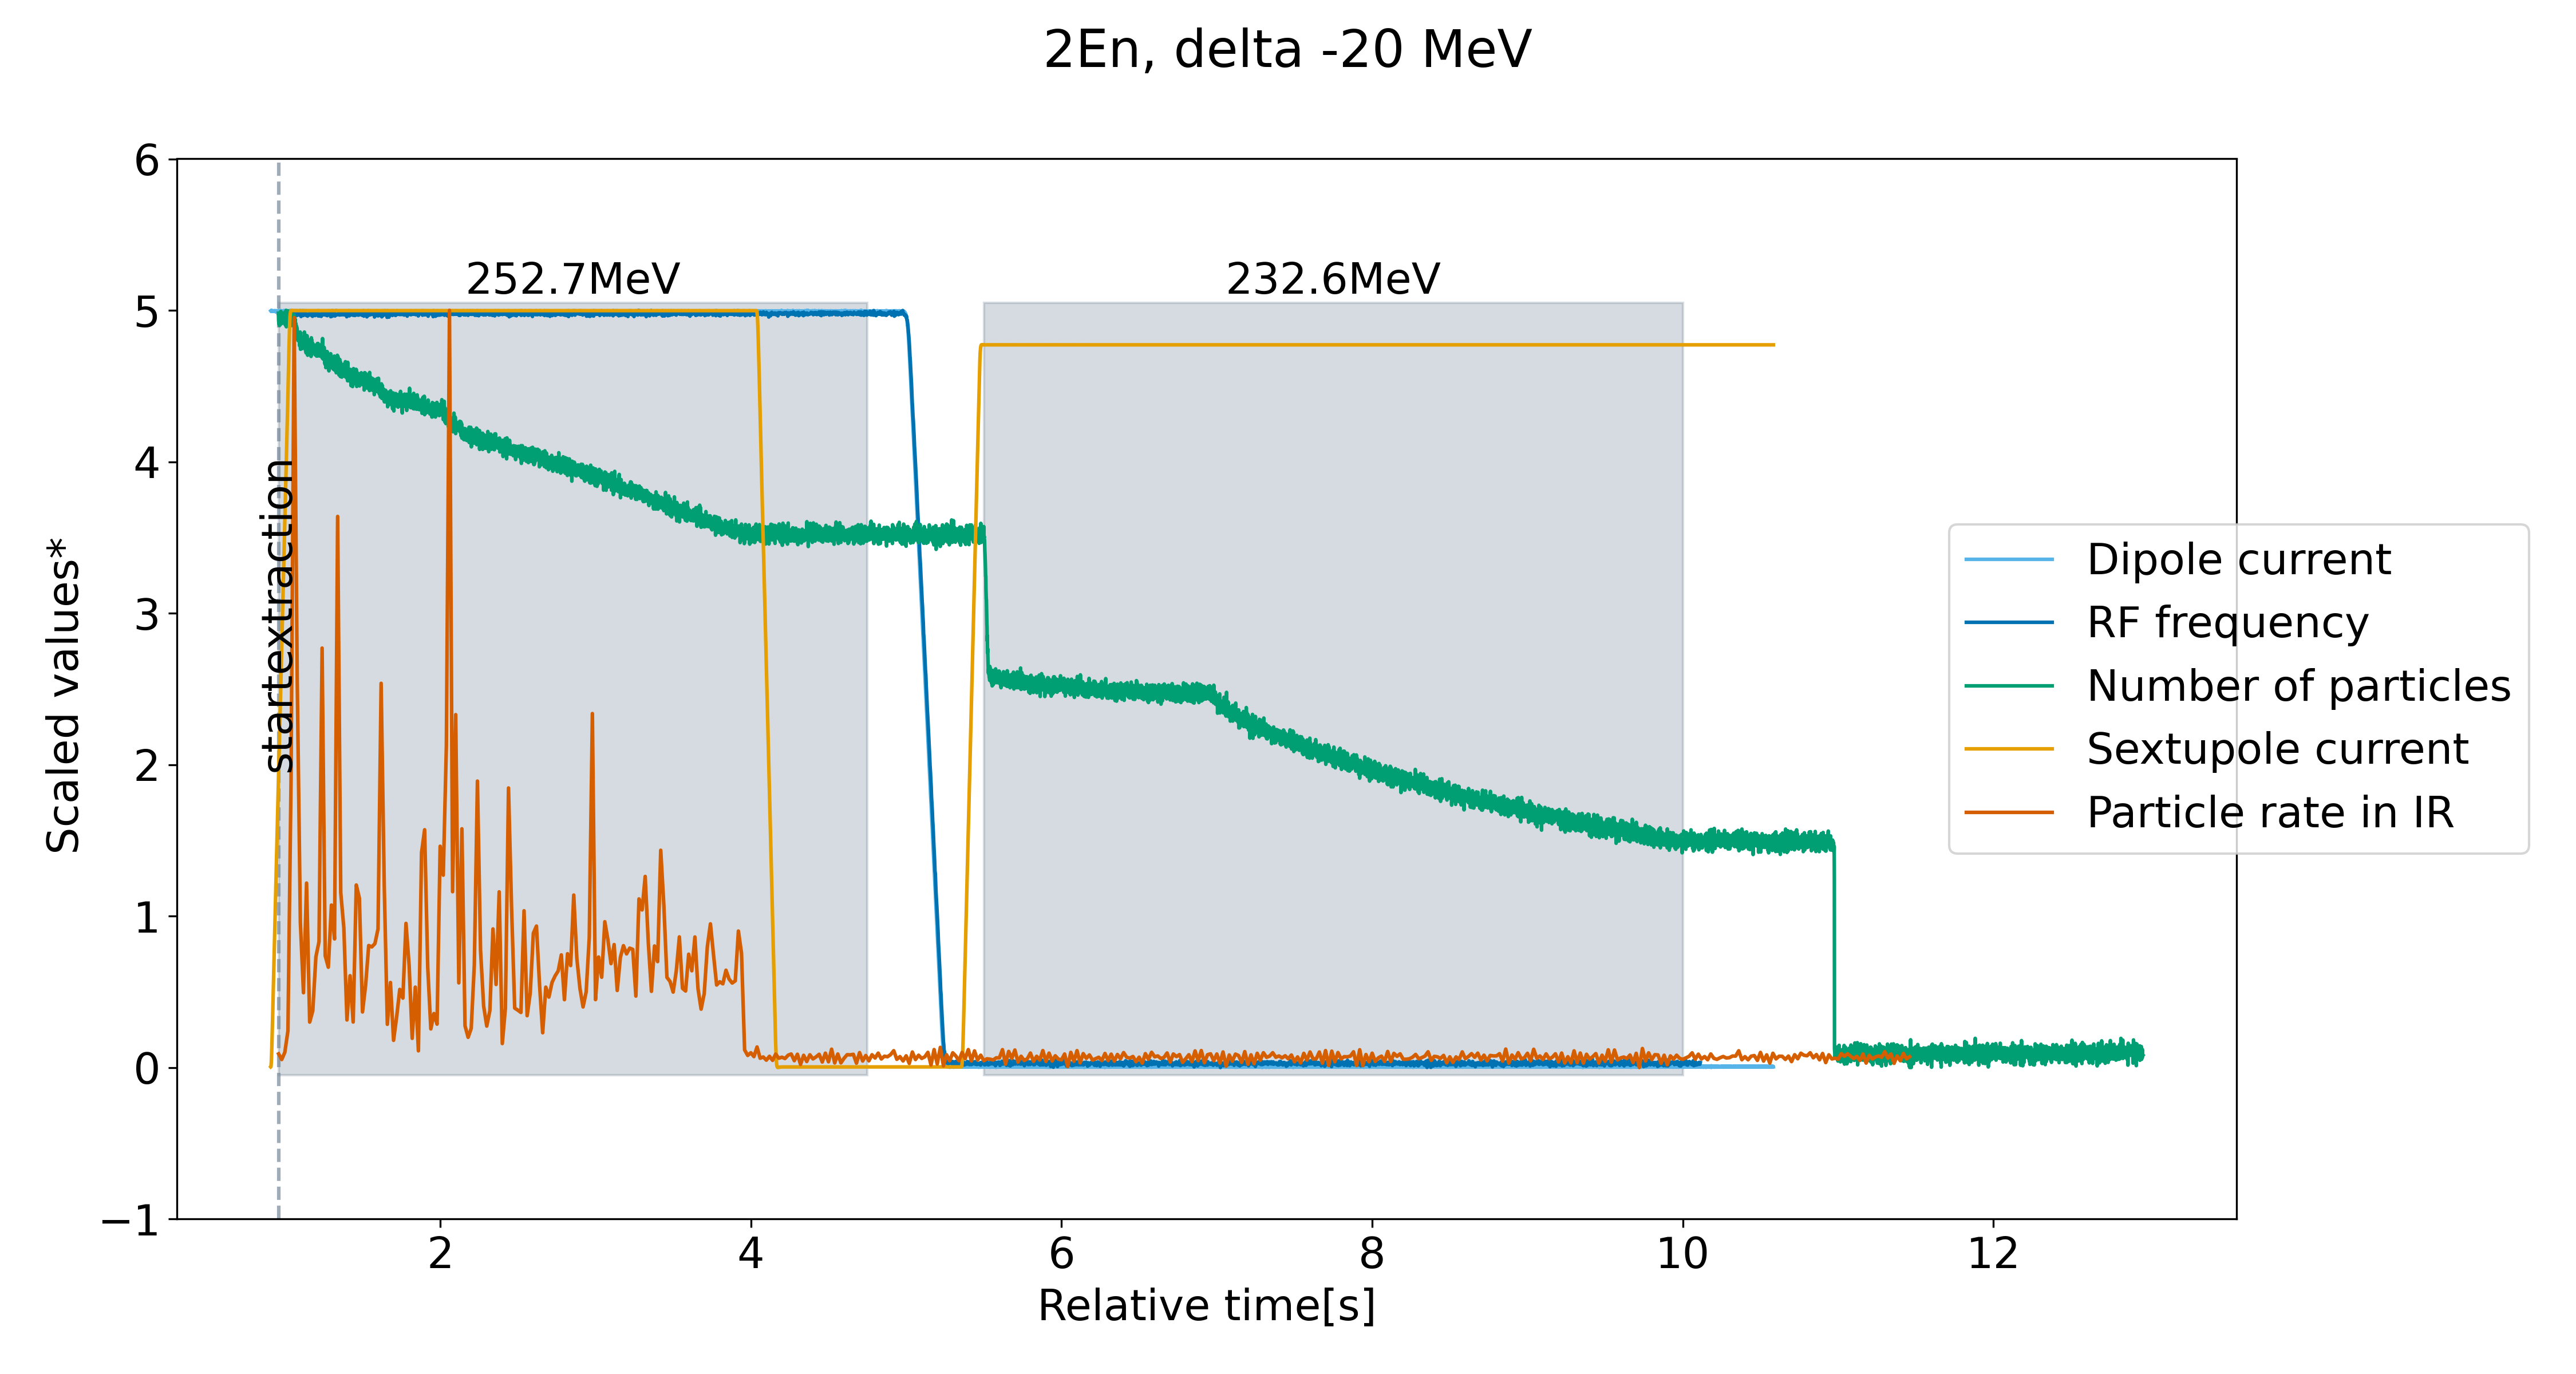 2En, delta -20 MeV
6
5
4
3
2
1
0
−1
Scaled values*
252.7MeV
232.6MeV
startextraction
Dipole current
RF frequency
Number of particles
Sextupole current
Particle rate in IR
2 4 6 8 10 12
Relative time[s]